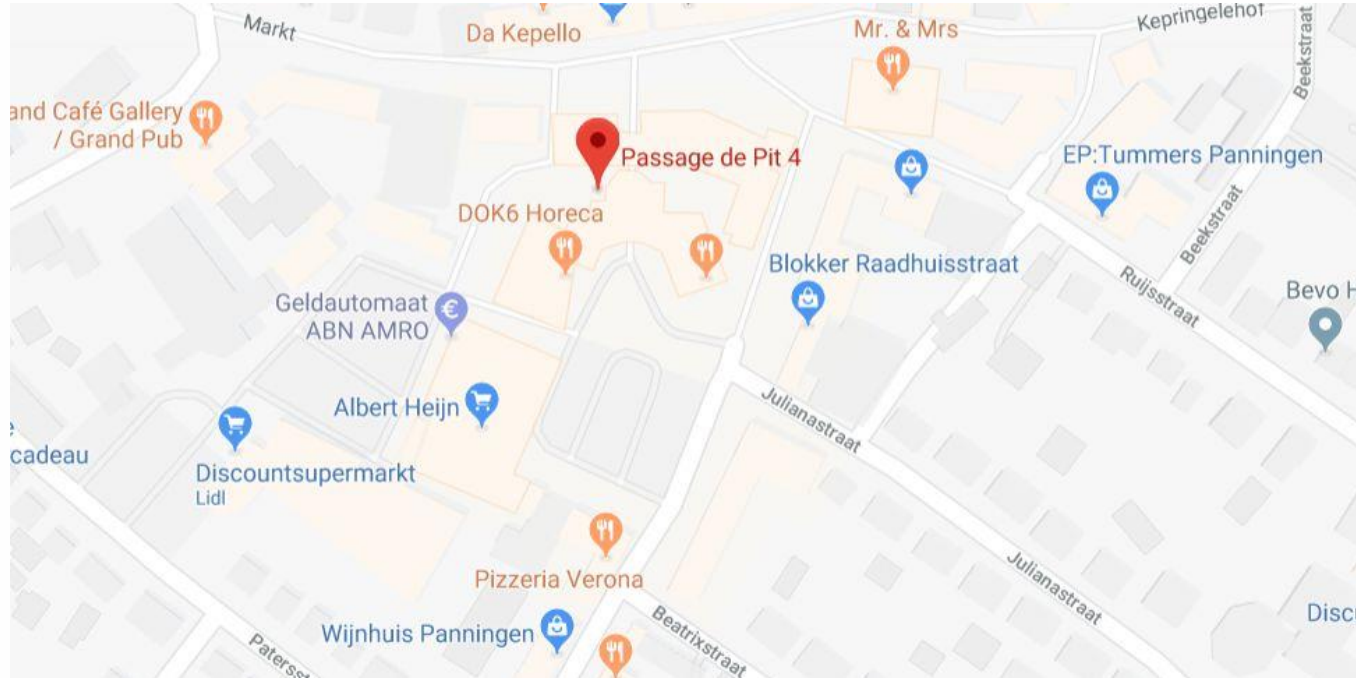 Markt
Da Kepello
Mr. & Mrs
Kepringelehof
Beekstraat
and Café Gallery
/ Grand Pub
Passage de Pit 4
EP:Tummers Panningen
DOK6 Horeca
Beekstraat
Blokker Raadhuisstraat
Ruijsstraat
Bevo H
Geldautomaat
ABN AMRO
€
Albert Heijn
Julianastraat
cadeau
Discountsupermarkt
Lidl
Pizzeria Verona
Julianastraat
Wijnhuis Panningen
Beatrixstraat
Disc
Patersst